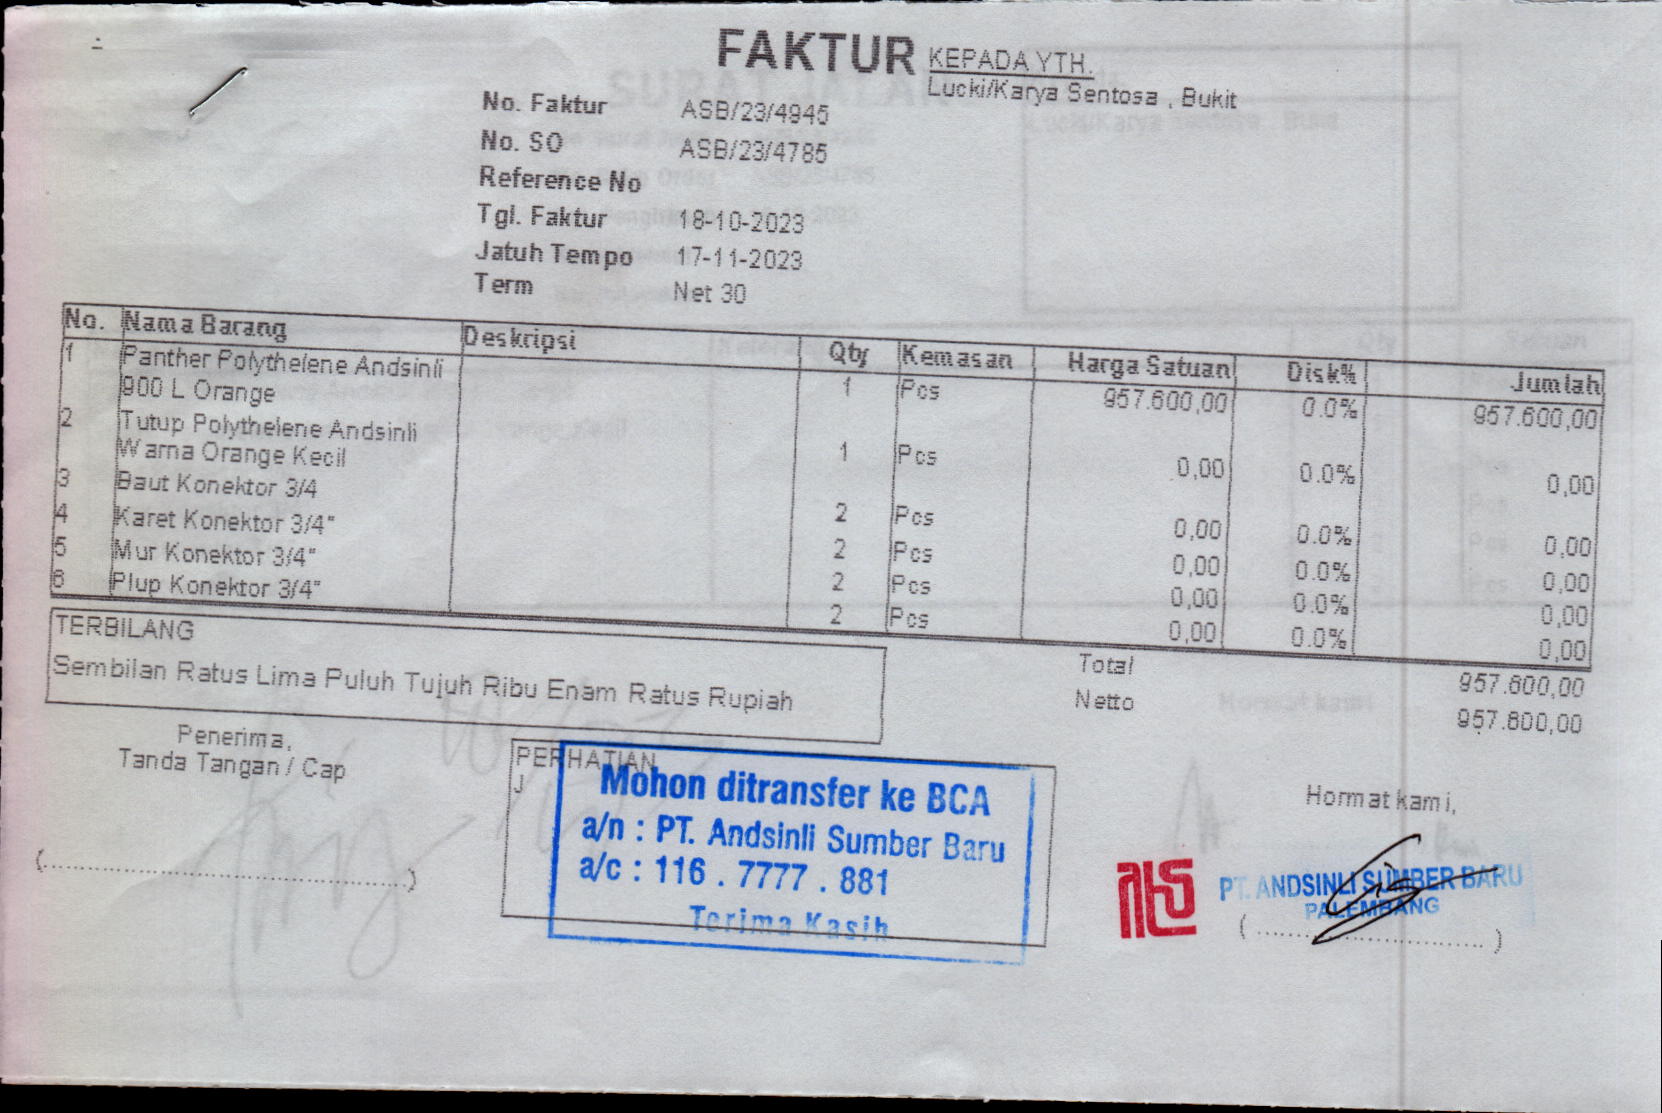 FAKTUR
KEPADA YTH.
Lucki/Karya Sentosa , Bukit
No. Faktur ASB/23/4945
No. SO ASB/23/4785
Reference No
Tgl. Faktur 18-10-2023
Jatuh Tempo 17-11-2023
Term Net 30
No. Nama Barang Deskripsi Qty Kemasan Harga Satuan Disk% Jumlah
1 Panther Polythelene Andsinli 1 Pcs 957.600,00 0.0% 957.600,00
900 L Orange
2 Tutup Polythelene Andsinli 1 Pcs 0,00 0.0% 0,00
Warna Orange Kecil
3 Baut Konektor 3/4 2 Pcs 0,00 0.0% 0,00
4 Karet Konektor 3/4" 2 Pcs 0,00 0.0% 0,00
5 Mur Konektor 3/4" 2 Pcs 0,00 0.0% 0,00
6 Plup Konektor 3/4" 2 Pcs 0,00 0.0% 0,00
TERBILANG
Sembilan Ratus Lima Puluh Tujuh Ribu Enam Ratus Rupiah
Total 957.600,00
Netto 957.600,00
Penerima,
Tanda Tangan / Cap
(........................................)
PERHATIAN
J
Mohon ditransfer ke BCA
a/n : PT. Andsinli Sumber Baru
a/c : 116 . 7777 . 881
Terima Kasih
Hormat kami,
PT. ANDSINLI SUMBER BARU
PALEMBANG
(................................)